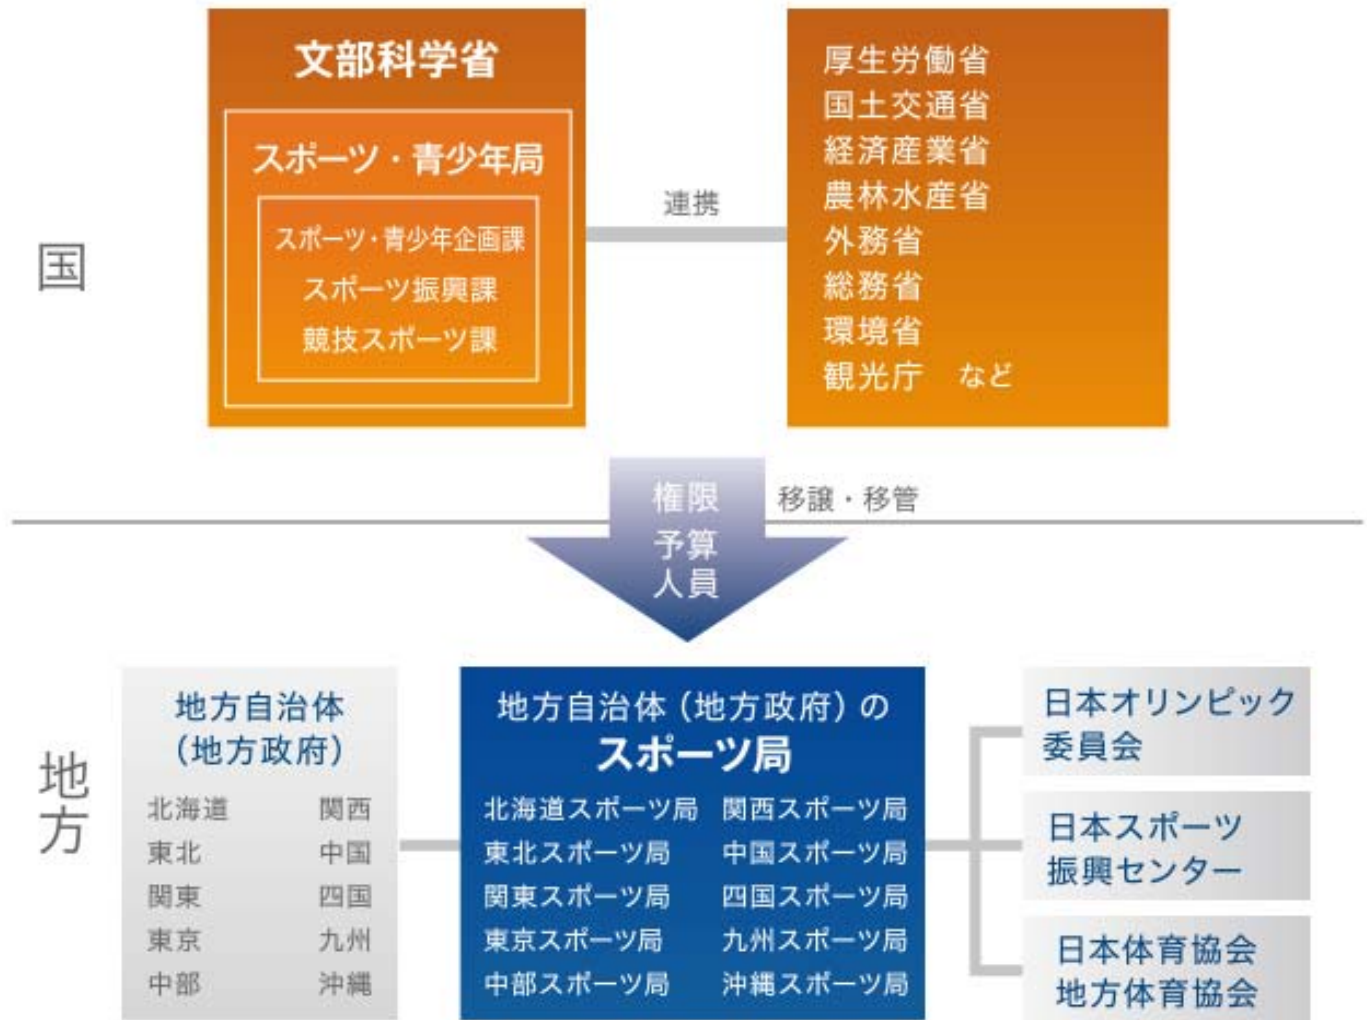 国
文部科学省
スポーツ・青少年局
スポーツ・青少年企画課
スポーツ振興課
競技スポーツ課
連携
厚生労働省
国土交通省
経済産業省
農林水産省
外務省
総務省
環境省
観光庁　など
権限
予算
人員
移譲・移管
地方
地方自治体
（地方政府）
北海道　関西
東北　中国
関東　四国
東京　九州
中部　沖縄
地方自治体（地方政府）の
スポーツ局
北海道スポーツ局　関西スポーツ局
東北スポーツ局　中国スポーツ局
関東スポーツ局　四国スポーツ局
東京スポーツ局　九州スポーツ局
中部スポーツ局　沖縄スポーツ局
日本オリンピック
委員会
日本スポーツ
振興センター
日本体育協会
地方体育協会